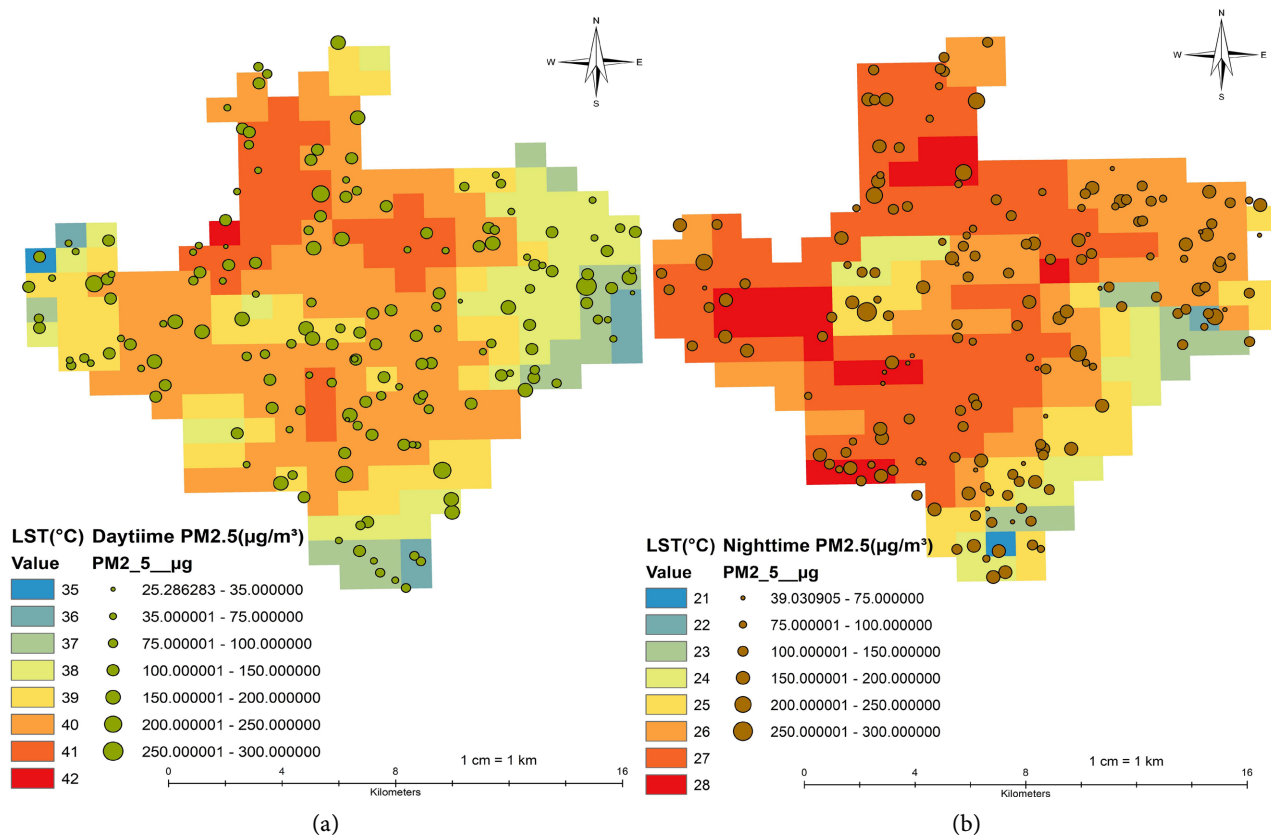 N
W E
S
N
W E
S
LST(°C) Daytiime PM2.5(µg/m³)
Value PM2_5__µg
35 25.286283 - 35.000000
36 35.000001 - 75.000000
37 75.000001 - 100.000000
38 100.000001 - 150.000000
39 150.000001 - 200.000000
40 200.000001 - 250.000000
41 250.000001 - 300.000000
42
1 cm = 1 km
0 4 8 16
Kilometers
(a)
LST(°C) Nighttime PM2.5(µg/m³)
Value PM2_5__µg
21 39.030905 - 75.000000
22 75.000001 - 100.000000
23 100.000001 - 150.000000
24 150.000001 - 200.000000
25 200.000001 - 250.000000
26 250.000001 - 300.000000
27
28
1 cm = 1 km
0 4 8 16
Kilometers
(b)